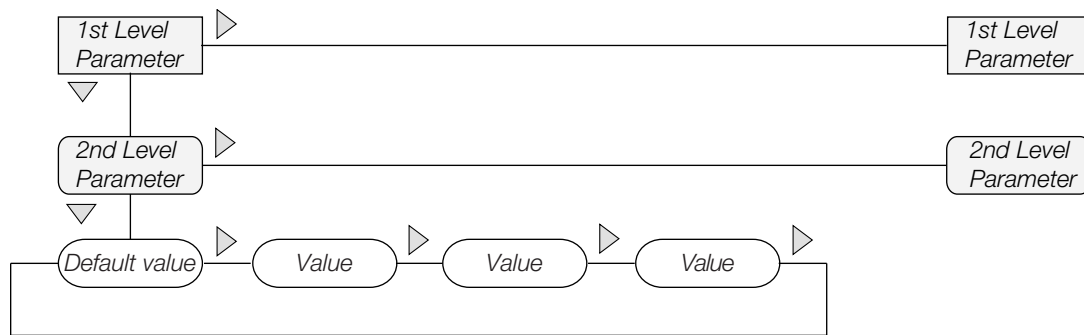 1st Level
Parameter
1st Level
Parameter
2nd Level
Parameter
2nd Level
Parameter
Default value
Value
Value
Value